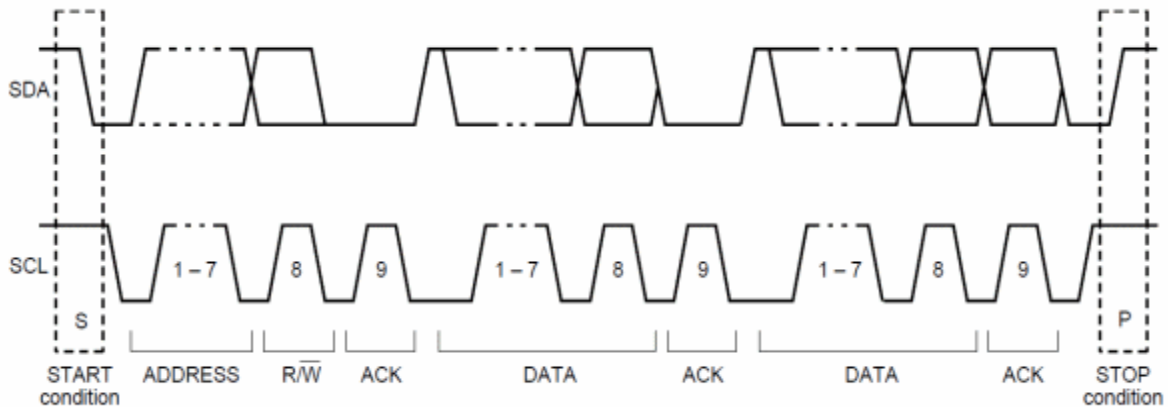 SDA
SCL
1 – 7
8
9
1 – 7
8
9
1 – 7
8
9
S
P
START
condition
ADDRESS
R/W̅
ACK
DATA
ACK
DATA
ACK
STOP
condition